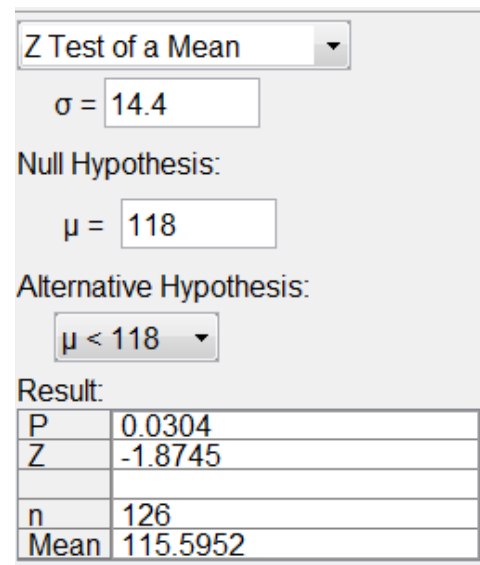 Z Test of a Mean
σ = 14.4
Null Hypothesis:
μ = 118
Alternative Hypothesis:
μ < 118
Result:
P 0.0304
Z -1.8745
n 126
Mean 115.5952